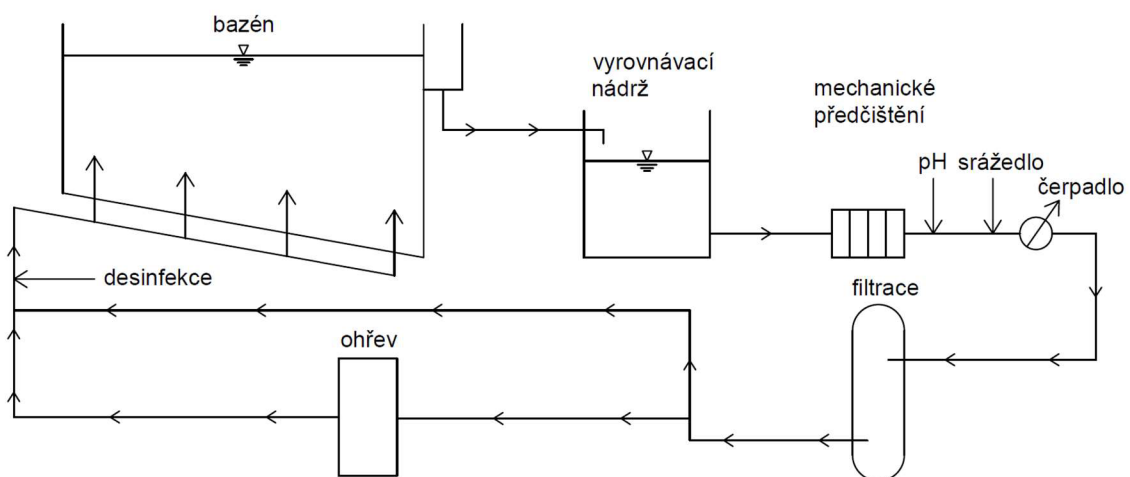 bazén
vyrovnávací
nádrž
mechanické
předčištění
pH srážedlo
čerpadlo
desinfekce
filtrace
ohřev